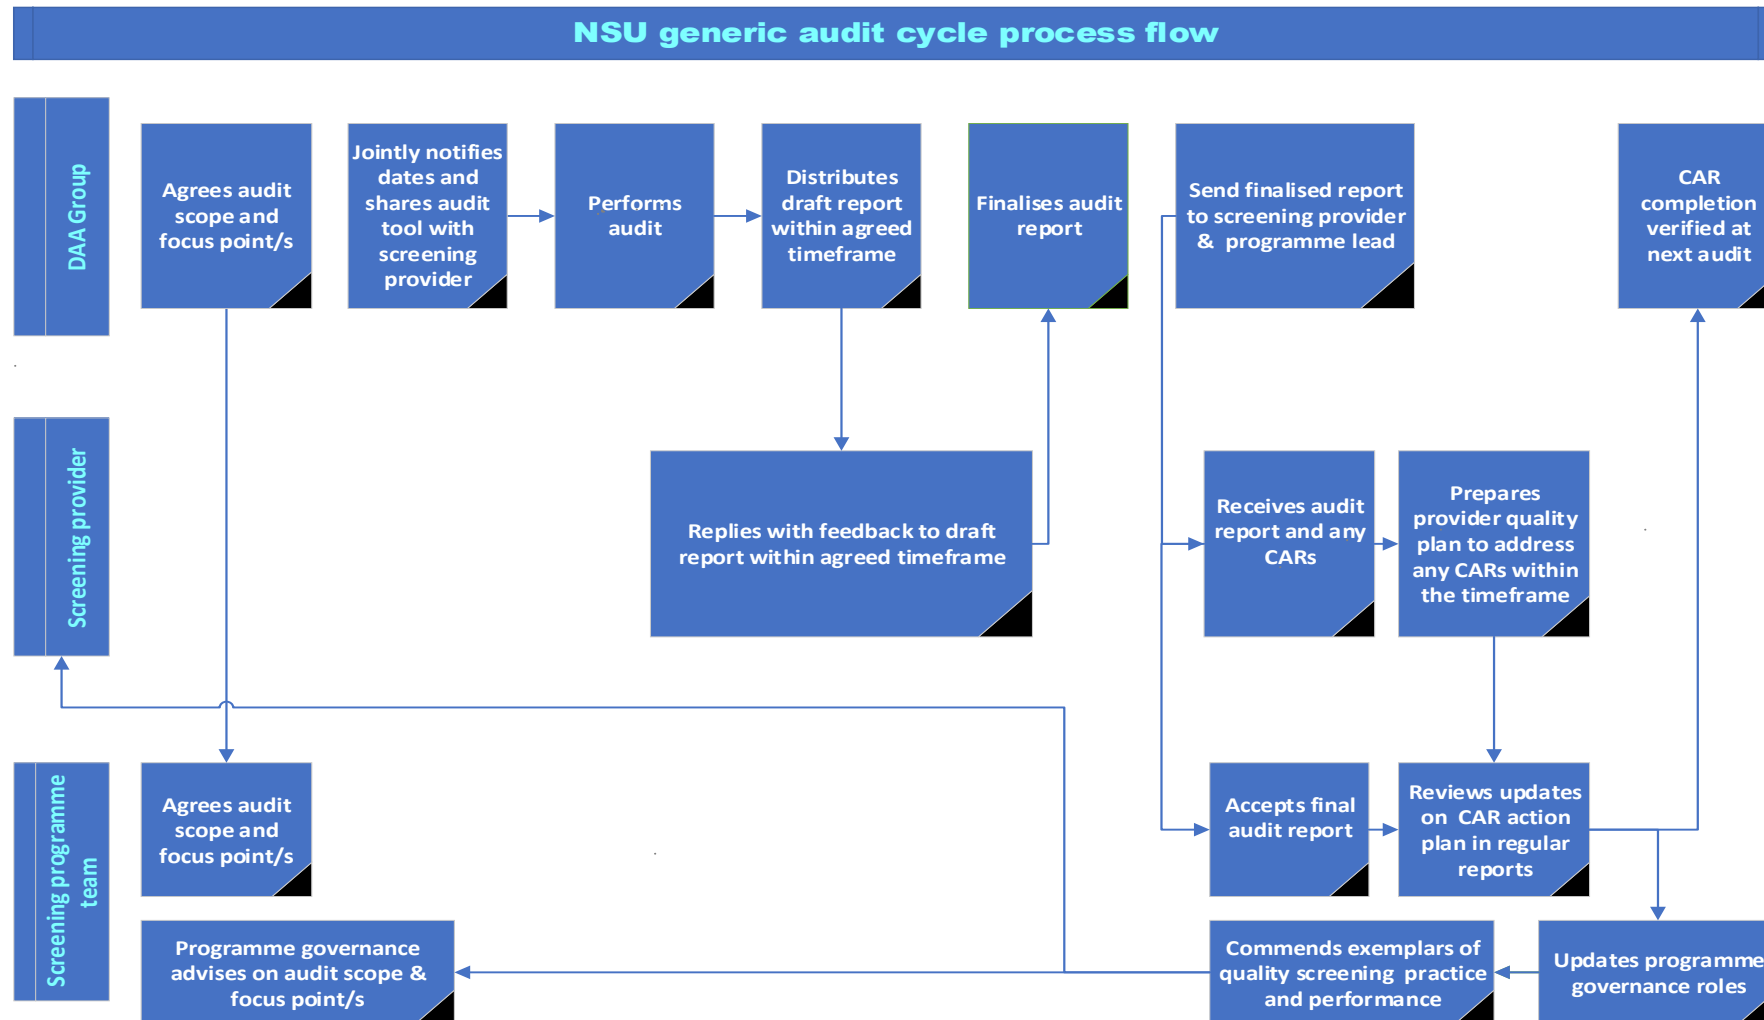 NSU generic audit cycle process flow
DAA Group
Agrees audit
scope and
focus point/s
Jointly notifies
dates and
shares audit
tool with
screening
provider
Performs
audit
Distributes
draft report
within agreed
timeframe
Finalises audit
report
Send finalised report
to screening provider
& programme lead
CAR
completion
verified at
next audit
Screening provider
Replies with feedback to draft
report within agreed timeframe
Receives audit
report and any
CARs
Prepares
provider quality
plan to address
any CARs within
the timeframe
Screening programme
team
Agrees audit
scope and
focus point/s
Accepts final
audit report
Reviews updates
on CAR action
plan in regular
reports
Programme governance
advises on audit scope &
focus point/s
Commends exemplars of
quality screening practice
and performance
Updates programme
governance roles